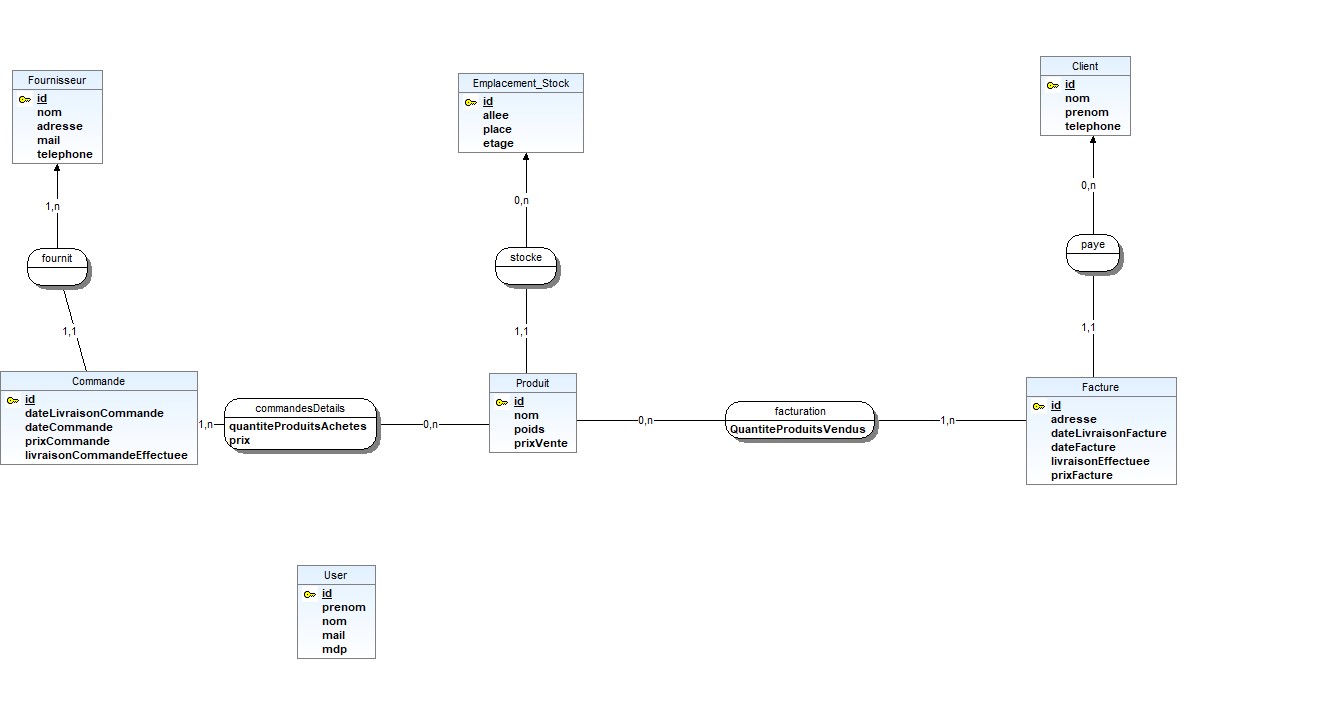 Fournisseur
id
nom
adresse
mail
telephone
1,n
fournit
1,1
Commande
id
dateLivraisonCommande
dateCommande
prixCommande
livraisonCommandeEffectuee
1,n
commandesDetails
quantiteProduitsAchetes
prix
0,n
Emplacement_Stock
id
allee
place
etage
0,n
stocke
1,1
Produit
id
nom
poids
prixVente
0,n
facturation
QuantiteProduitsVendus
1,n
Client
id
nom
prenom
telephone
0,n
paye
1,1
Facture
id
adresse
dateLivraisonFacture
dateFacture
livraisonEffectuee
prixFacture
User
id
prenom
nom
mail
mdp